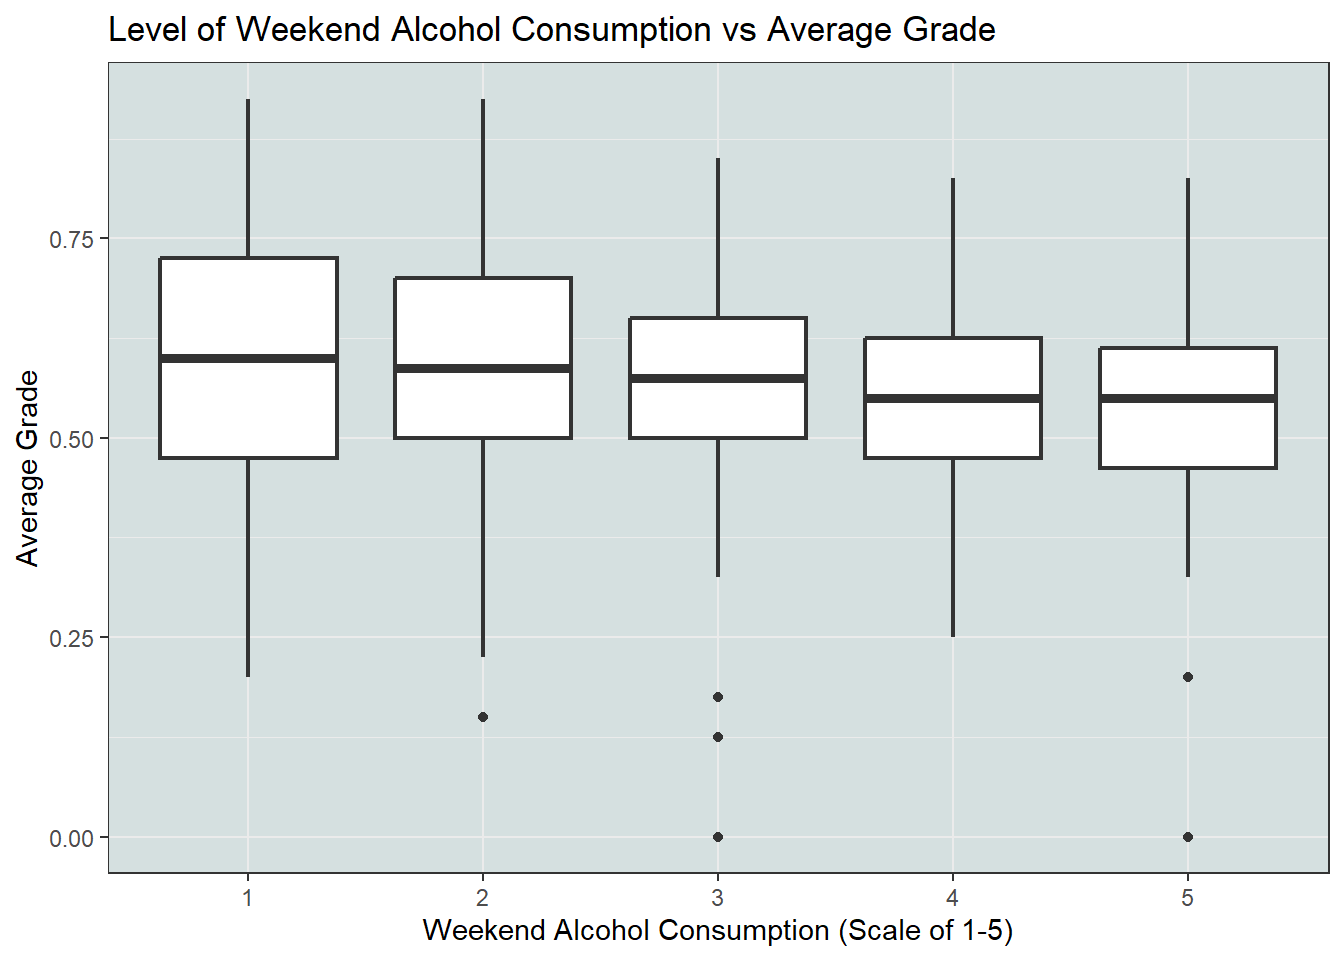 Level of Weekend Alcohol Consumption vs Average Grade
Average Grade
0.75
0.50
0.25
0.00
1 2 3 4 5
Weekend Alcohol Consumption (Scale of 1-5)